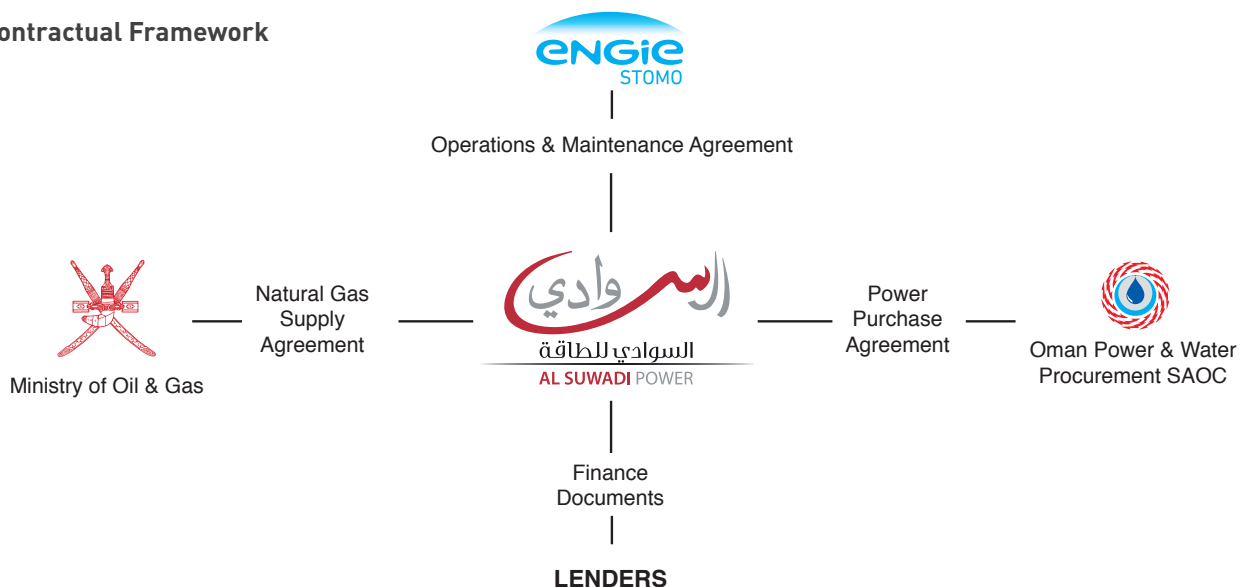 ontractual Framework
ENGIE
STOMO
Operations & Maintenance Agreement
Ministry of Oil & Gas
Natural Gas
Supply
Agreement
السوادي
السوادي للطاقة
AL SUWADI POWER
Power
Purchase
Agreement
Oman Power & Water
Procurement SAOC
Finance
Documents
LENDERS